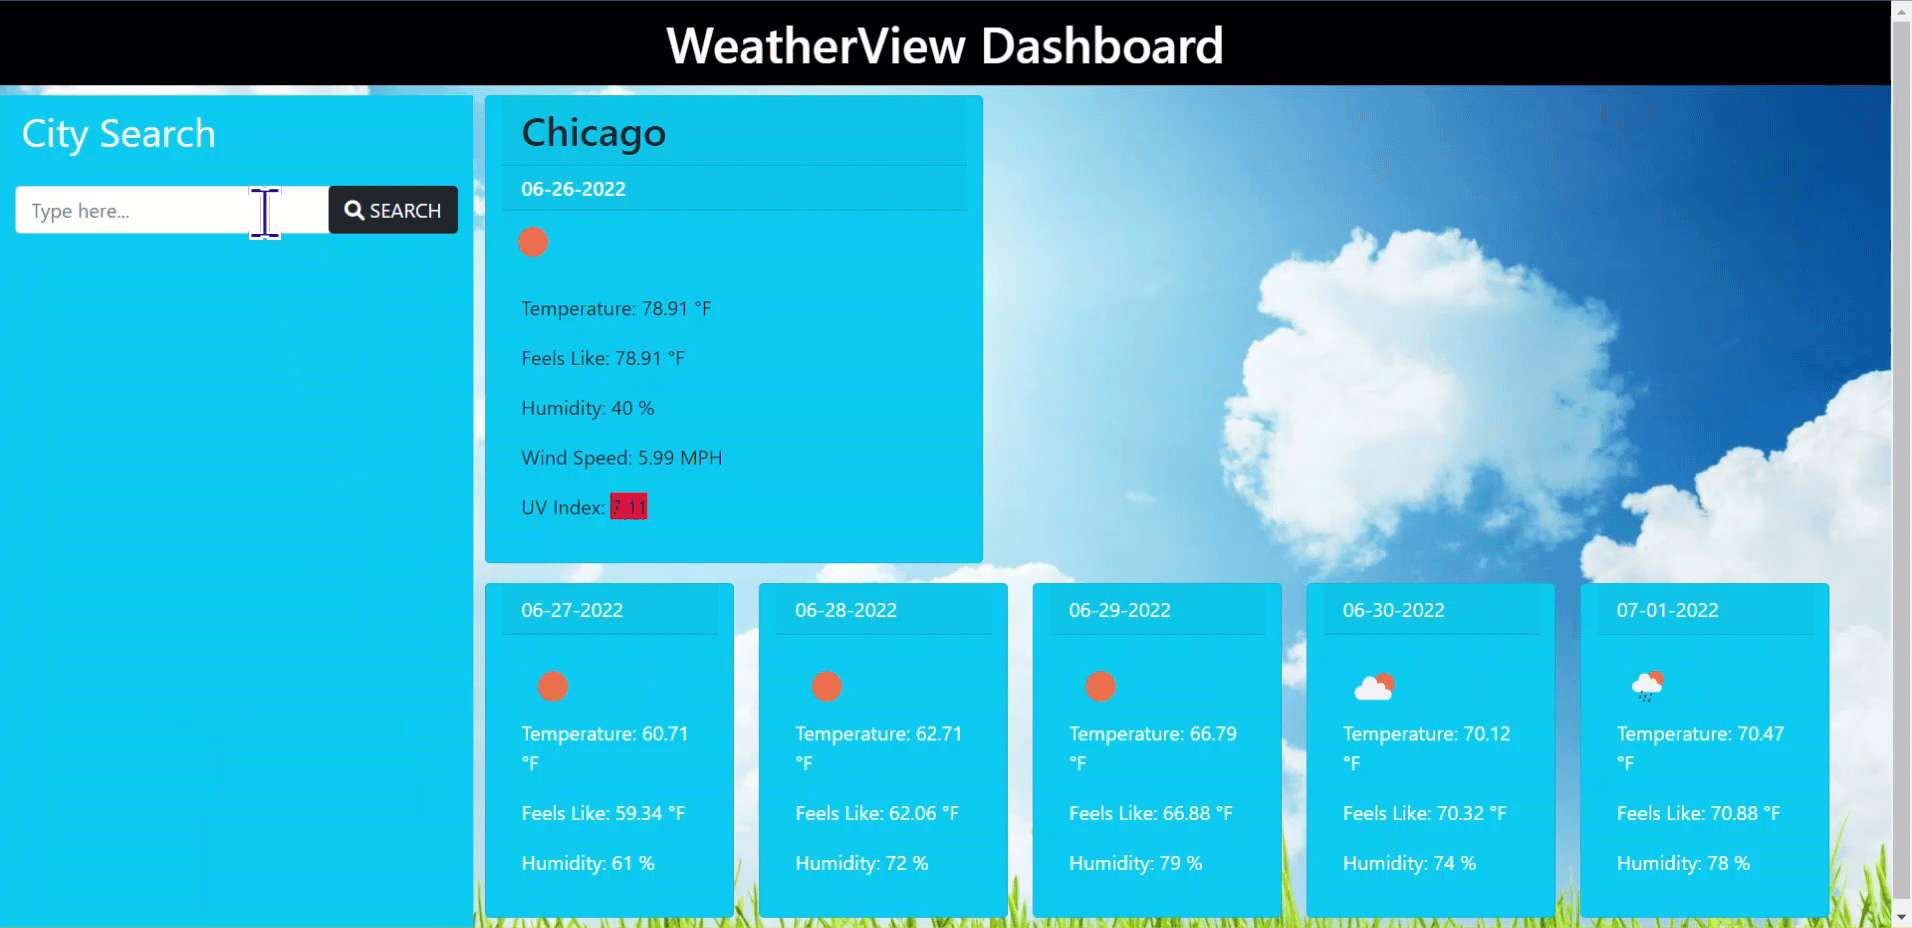 WeatherView Dashboard
City Search
Type here...
SEARCH
Chicago
06-26-2022
Temperature: 78.91 °F
Feels Like: 78.91 °F
Humidity: 40 %
Wind Speed: 5.99 MPH
UV Index: 7.11
06-27-2022
Temperature: 60.71
°F
Feels Like: 59.34 °F
Humidity: 61 %
06-28-2022
Temperature: 62.71
°F
Feels Like: 62.06 °F
Humidity: 72 %
06-29-2022
Temperature: 66.79
°F
Feels Like: 66.88 °F
Humidity: 79 %
06-30-2022
Temperature: 70.12
°F
Feels Like: 70.32 °F
Humidity: 74 %
07-01-2022
Temperature: 70.47
°F
Feels Like: 70.88 °F
Humidity: 78 %